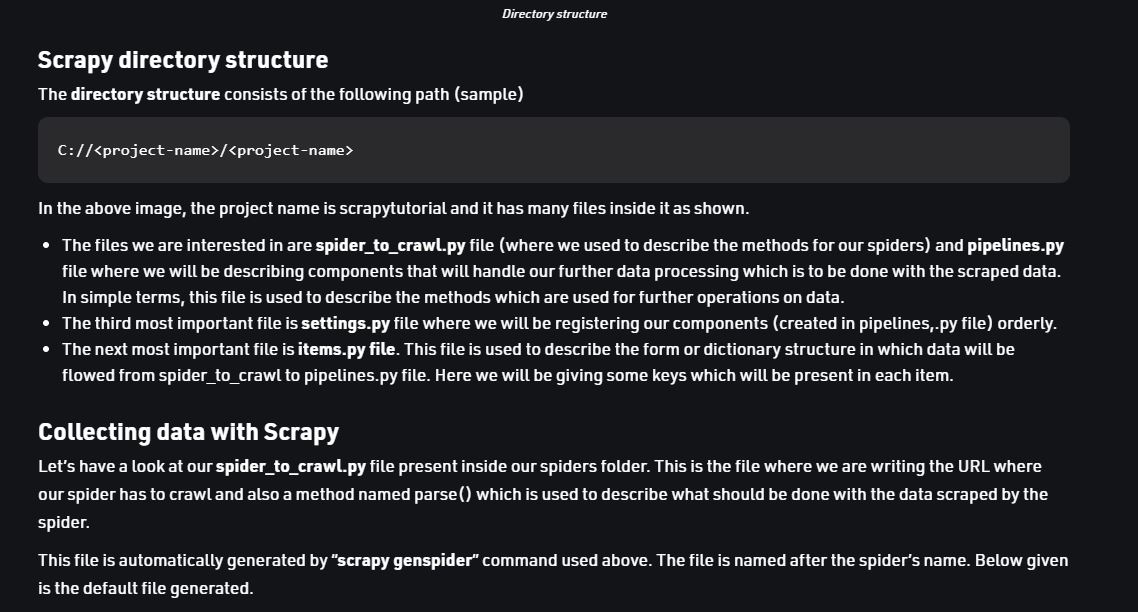 Directory structure
Scrapy directory structure
The directory structure consists of the following path (sample)
C://<project-name>/<project-name>
In the above image, the project name is scrapytutorial and it has many files inside it as shown.
• The files we are interested in are spider_to_crawl.py file (where we used to describe the methods for our spiders) and pipelines.py
file where we will be describing components that will handle our further data processing which is to be done with the scraped data.
In simple terms, this file is used to describe the methods which are used for further operations on data.
• The third most important file is settings.py file where we will be registering our components (created in pipelines,.py file) orderly.
• The next most important file is items.py file. This file is used to describe the form or dictionary structure in which data will be
flowed from spider_to_crawl to pipelines.py file. Here we will be giving some keys which will be present in each item.
Collecting data with Scrapy
Let’s have a look at our spider_to_crawl.py file present inside our spiders folder. This is the file where we are writing the URL where
our spider has to crawl and also a method named parse() which is used to describe what should be done with the data scraped by the
spider.
This file is automatically generated by “scrapy genspider” command used above. The file is named after the spider’s name. Below given
is the default file generated.